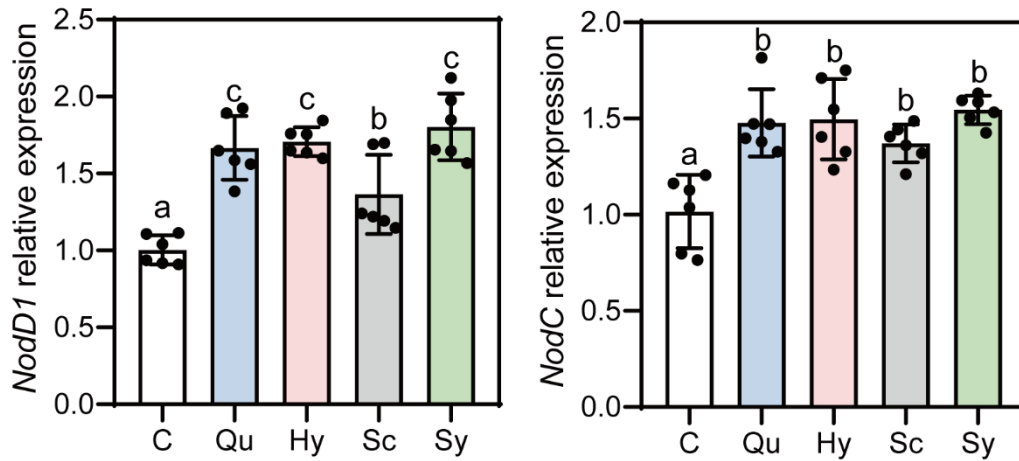 NodD1 relative expression
2.5
2.0
1.5
1.0
0.5
0.0
a
c
c
b
c
C Qu Hy Sc Sy
NodC relative expression
2.0
1.5
1.0
0.5
0.0
a
b
b
b
b
C Qu Hy Sc Sy